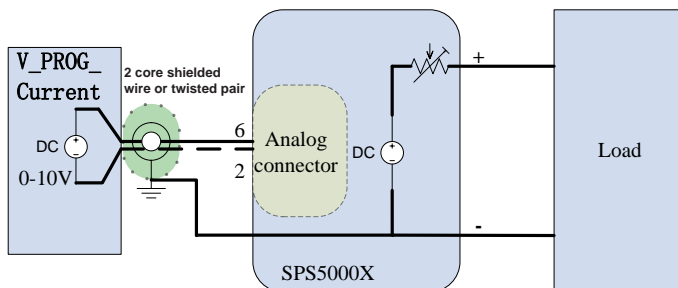 V_PROG_
Current
2 core shielded
wire or twisted pair
DC
0-10V
6
2
Analog
connector
DC
+
-
Load
SPS5000X